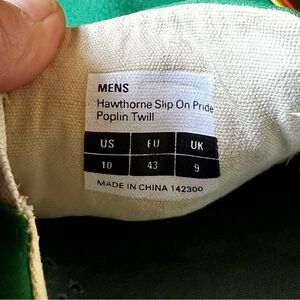 MENS
Hawthorne Slip On Pride
Poplin Twill
US EU UK
10 43 9
MADE IN CHINA 142300